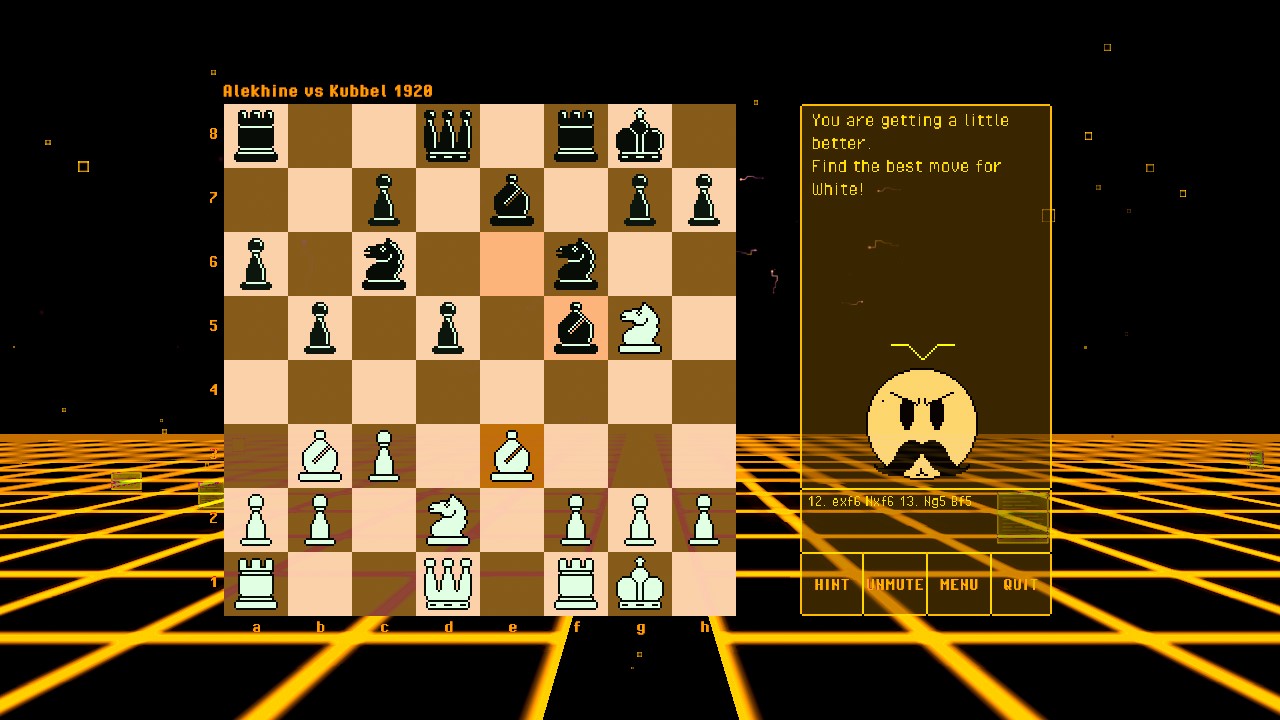 Alekhine vs Kubbel 1920
8
7
6
5
4
3
2
1
a b c d e f g h
You are getting a little
better.
Find the best move for
White!
12. exf6 Nxf6 13. Ng5 Bf5
HINT UNMUTE MENU QUIT